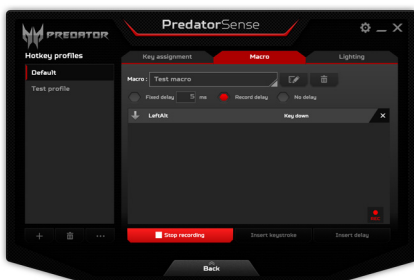 PREDATOR
PredatorSense
Hotkey profiles
Key assignment
Macro
Lighting
Default
Test profile
Macro :
Test macro
Fixed delay
5
ms
Record delay
No delay
LeftAlt
Key down
REC
Stop recording
Insert keystroke
Insert delay
Back